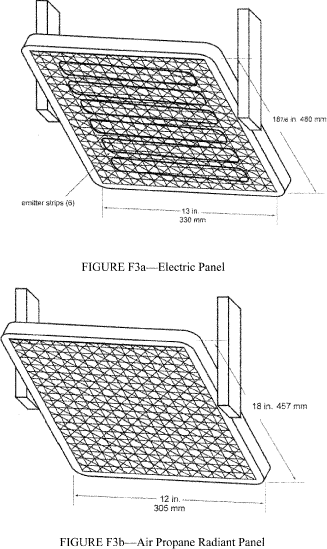 18⅞ in 480 mm
emitter strips (6)
13 in.
330 mm
FIGURE F3a—Electric Panel
18 in. 457 mm
12 in.
305 mm
FIGURE F3b—Air Propane Radiant Panel